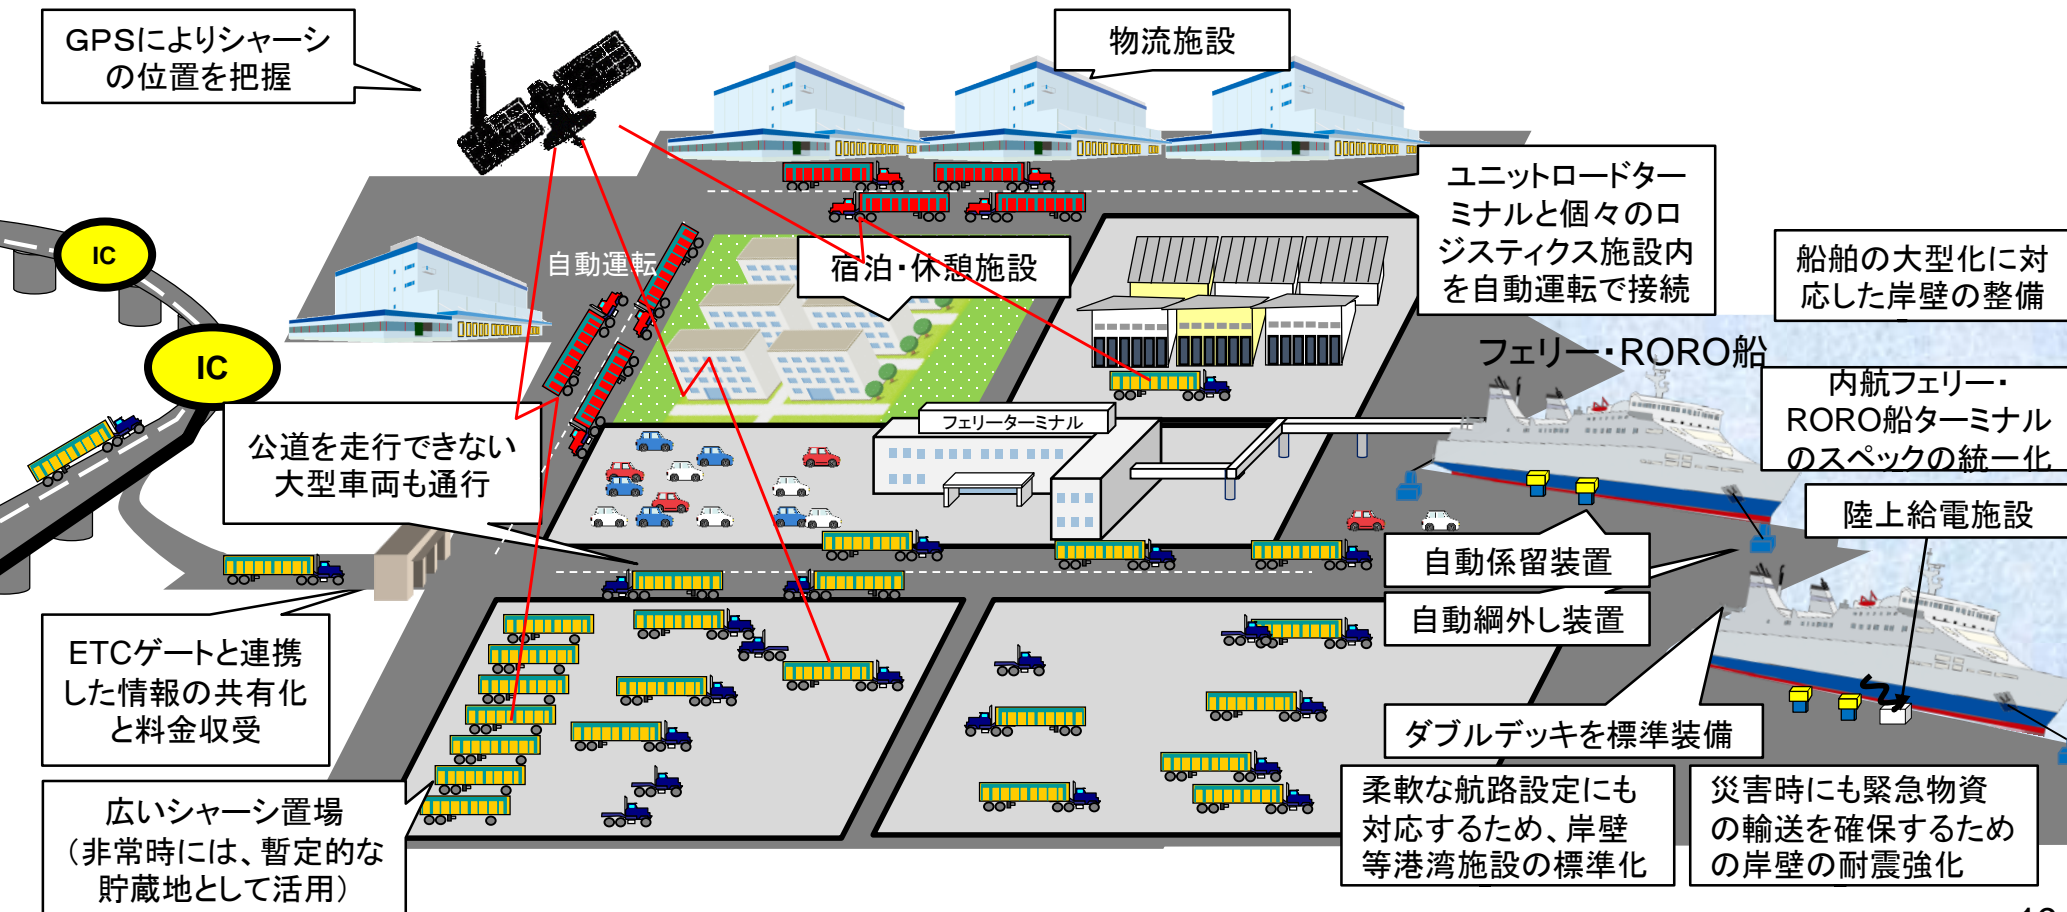 GPSによりシャーシ
の位置を把握
物流施設
ユニットロードター
ミナルと個々のロ
ジスティクス施設内
を自動運転で接続
IC
自動運転
宿泊・休憩施設
船舶の大型化に対
応した岸壁の整備
IC
フェリー・RORO船
内航フェリー・
RORO船ターミナル
のスペックの統一化
公道を走行できない
大型車両も通行
フェリーターミナル
陸上給電施設
自動係留装置
自動綱外し装置
ETCゲートと連携
した情報の共有化
と料金収受
ダブルデッキを標準装備
広いシャーシ置場
（非常時には、暫定的な
貯蔵地として活用）
柔軟な航路設定にも
対応するため、岸壁
等港湾施設の標準化
災害時にも緊急物資
の輸送を確保するため
の岸壁の耐震強化